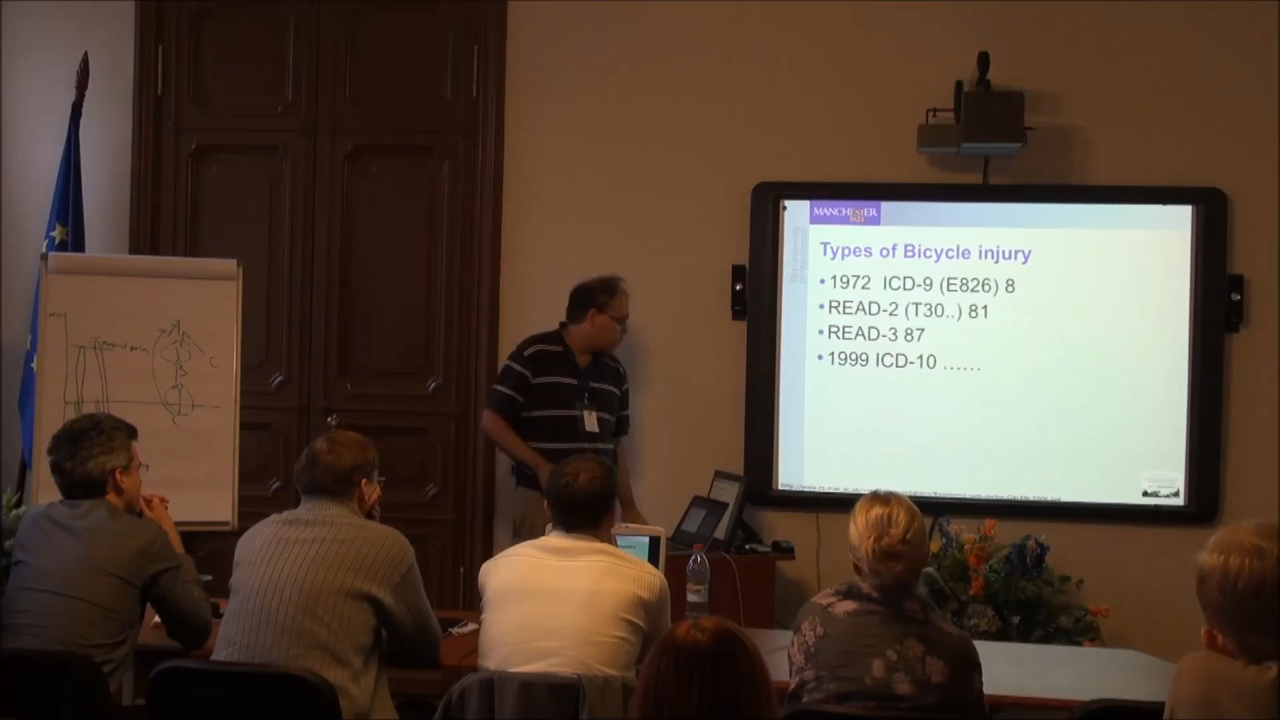 MANCHESTER
1824
Types of Bicycle injury
•1972 ICD-9 (E826) 8
•READ-2 (T30..) 81
•READ-3 87
•1999 ICD-10 ......